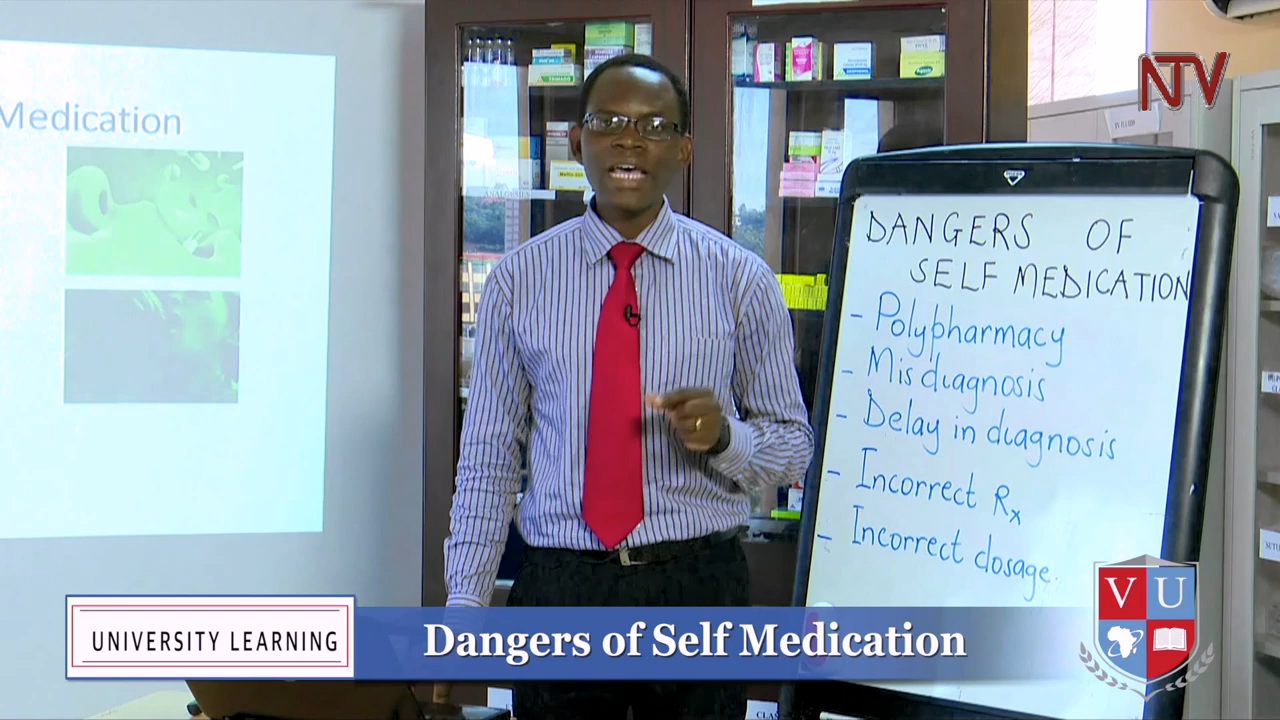 Medication
NTV
DANGERS OF
SELF MEDICATION
- Polypharmacy
- Misdiagnosis
- Delay in diagnosis
- Incorrect Rx
- Incorrect dosage.
UNIVERSITY LEARNING
Dangers of Self Medication
V U